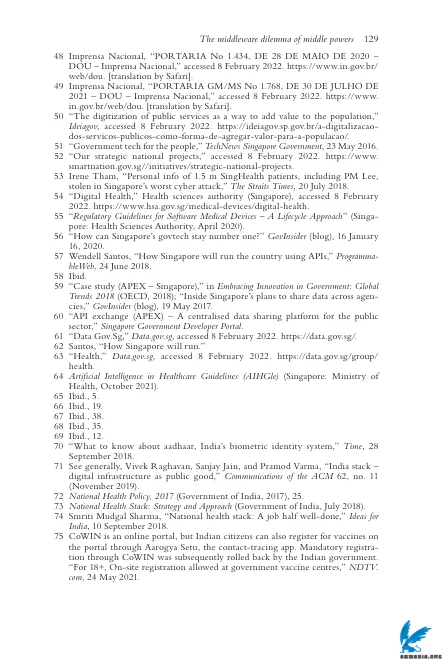 The middleware dilemma of middle powers 129
48 Imprensa Nacional, “PORTARIA No 1.434, DE 28 DE MAIO DE 2020 –
DOU – Imprensa Nacional,” accessed 8 February 2022. https://www.in.gov.br/
web/dou. [translation by Safari].
49 Imprensa Nacional, “PORTARIA GM/MS No 1.768, DE 30 DE JULHO DE
2021 – DOU – Imprensa Nacional,” accessed 8 February 2022. https://www.
in.gov.br/web/dou. [translation by Safari].
50 “The digitization of public services as a way to add value to the population,”
Ideiagov, accessed 8 February 2022. https://ideiagov.sp.gov.br/a-digitalizacao-
dos-servicos-publicos-como-forma-de-agregar-valor-para-a-populacao/.
51 “Government tech for the people,” TechNews Singapore Government, 23 May 2016.
52 “Our strategic national projects,” accessed 8 February 2022. https://www.
smartnation.gov.sg//initiatives/strategic-national-projects.
53 Irene Tham, “Personal info of 1.5 m SingHealth patients, including PM Lee,
stolen in Singapore’s worst cyber attack,” The Straits Times, 20 July 2018.
54 “Digital Health,” Health sciences authority (Singapore), accessed 8 February
2022. https://www.hsa.gov.sg/medical-devices/digital-health.
55 “Regulatory Guidelines for Software Medical Devices – A Lifecycle Approach” (Singa-
pore: Health Sciences Authority, April 2020).
56 “How can Singapore’s govtech stay number one?” GovInsider (blog), 16 January
16, 2020.
57 Wendell Santos, “How Singapore will run the country using APIs,” Programma-
bleWeb, 24 June 2018.
58 Ibid.
59 “Case study (APEX – Singapore),” in Embracing Innovation in Government: Global
Trends 2018 (OECD, 2018); “Inside Singapore’s plans to share data across agen-
cies,” GovInsider (blog), 19 May 2017.
60 “API exchange (APEX) – A centralised data sharing platform for the public
sector,” Singapore Government Developer Portal.
61 “Data.Gov.Sg,” Data.gov.sg, accessed 8 February 2022. https://data.gov.sg/.
62 Santos, “How Singapore will run.”
63 “Health,” Data.gov.sg, accessed 8 February 2022. https://data.gov.sg/group/
health.
64 Artificial Intelligence in Healthcare Guidelines (AIHGle) (Singapore: Ministry of
Health, October 2021).
65 Ibid., 5.
66 Ibid., 19.
67 Ibid., 38.
68 Ibid., 35.
69 Ibid., 12.
70 “What to know about aadhaar, India’s biometric identity system,” Time, 28
September 2018.
71 See generally, Vivek Raghavan, Sanjay Jain, and Pramod Varma, “India stack –
digital infrastructure as public good,” Communications of the ACM 62, no. 11
(November 2019).
72 National Health Policy, 2017 (Government of India, 2017), 25.
73 National Health Stack: Strategy and Approach (Government of India, July 2018).
74 Smriti Mudgal Sharma, “National health stack: A job half well-done,” Ideas for
India, 10 September 2018.
75 CoWIN is an online portal, but Indian citizens can also register for vaccines on
the portal through Aarogya Setu, the contact-tracing app. Mandatory registra-
tion through CoWIN was subsequently rolled back by the Indian government.
“For 18+, On-site registration allowed at government vaccine centres,” NDTV.
com, 24 May 2021.